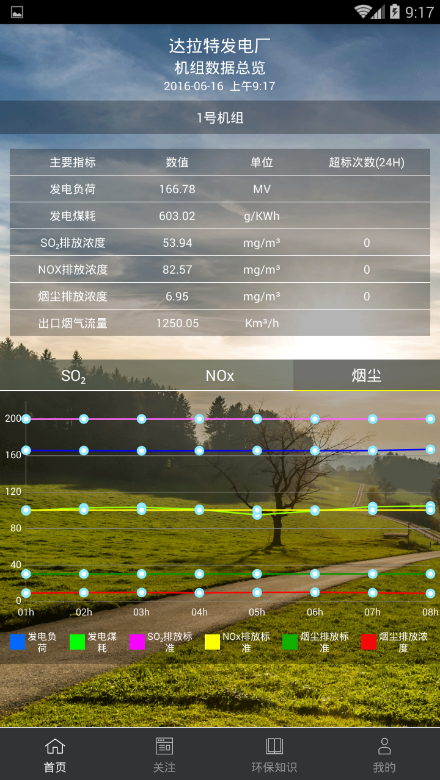 9:17
达拉特发电厂
机组数据总览
2016-06-16 上午9:17
1号机组
主要指标 数值 单位 超标次数(24H)
发电负荷 166.78 MV
发电煤耗 603.02 g/KWh
SO₂排放浓度 53.94 mg/m³ 0
NOX排放浓度 82.57 mg/m³ 0
烟尘排放浓度 6.95 mg/m³ 0
出口烟气流量 1250.05 Km³/h
SO₂ NOx 烟尘
200
160
120
80
40
0
01h 02h 03h 04h 05h 06h 07h 08h
发电负荷 发电煤耗 SO₂排放标准 NOx排放标准 烟尘排放标准 烟尘排放浓度
首页 关注 环保知识 我的